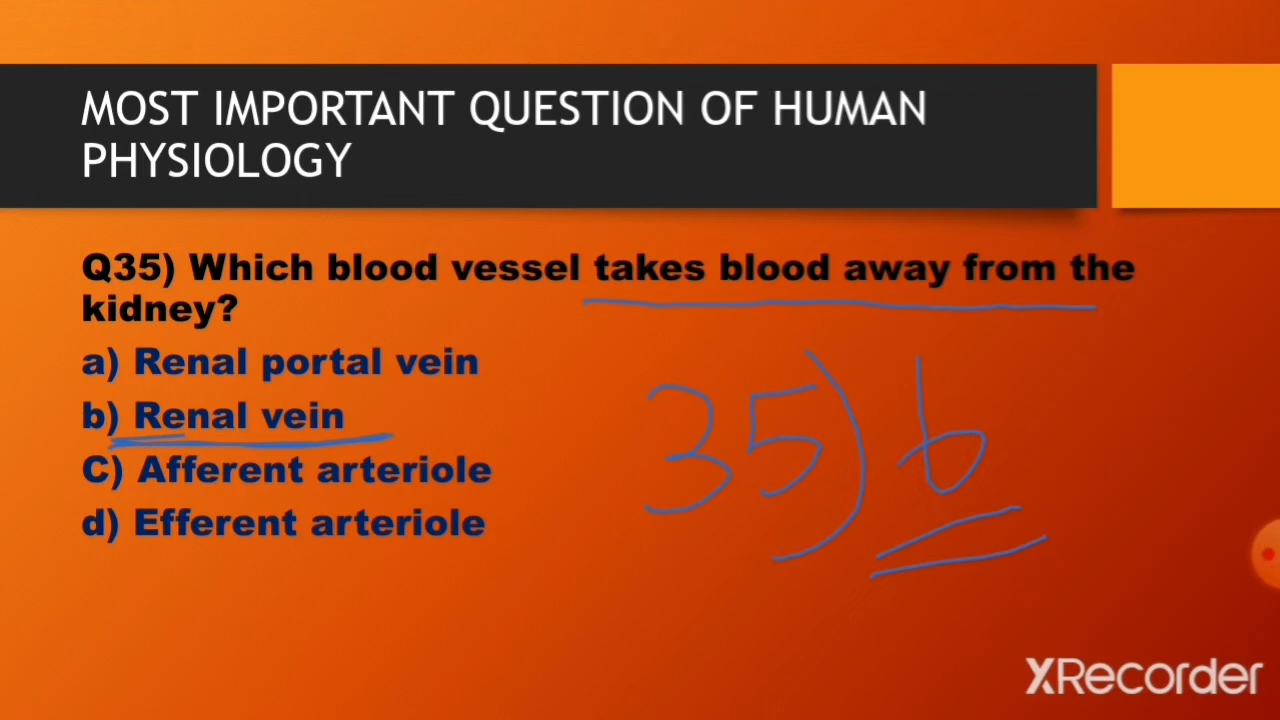 MOST IMPORTANT QUESTION OF HUMAN
PHYSIOLOGY
Q35) Which blood vessel takes blood away from the
kidney?
a) Renal portal vein
b) Renal vein
C) Afferent arteriole
d) Efferent arteriole
35) b
XRecorder